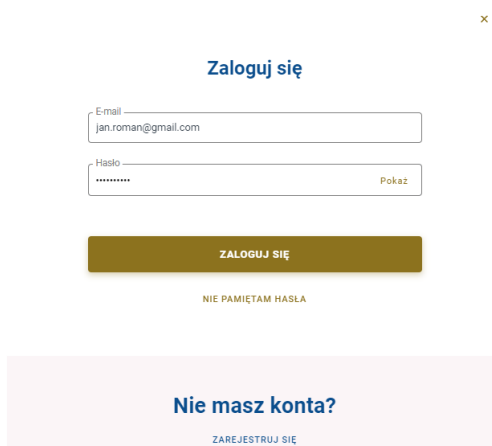 ×
Zaloguj się
E-mail
jan.roman@gmail.com
Hasło
••••••••••
Pokaż
ZALOGUJ SIĘ
NIE PAMIĘTAM HASŁA
Nie masz konta?
ZAREJESTRUJ SIĘ